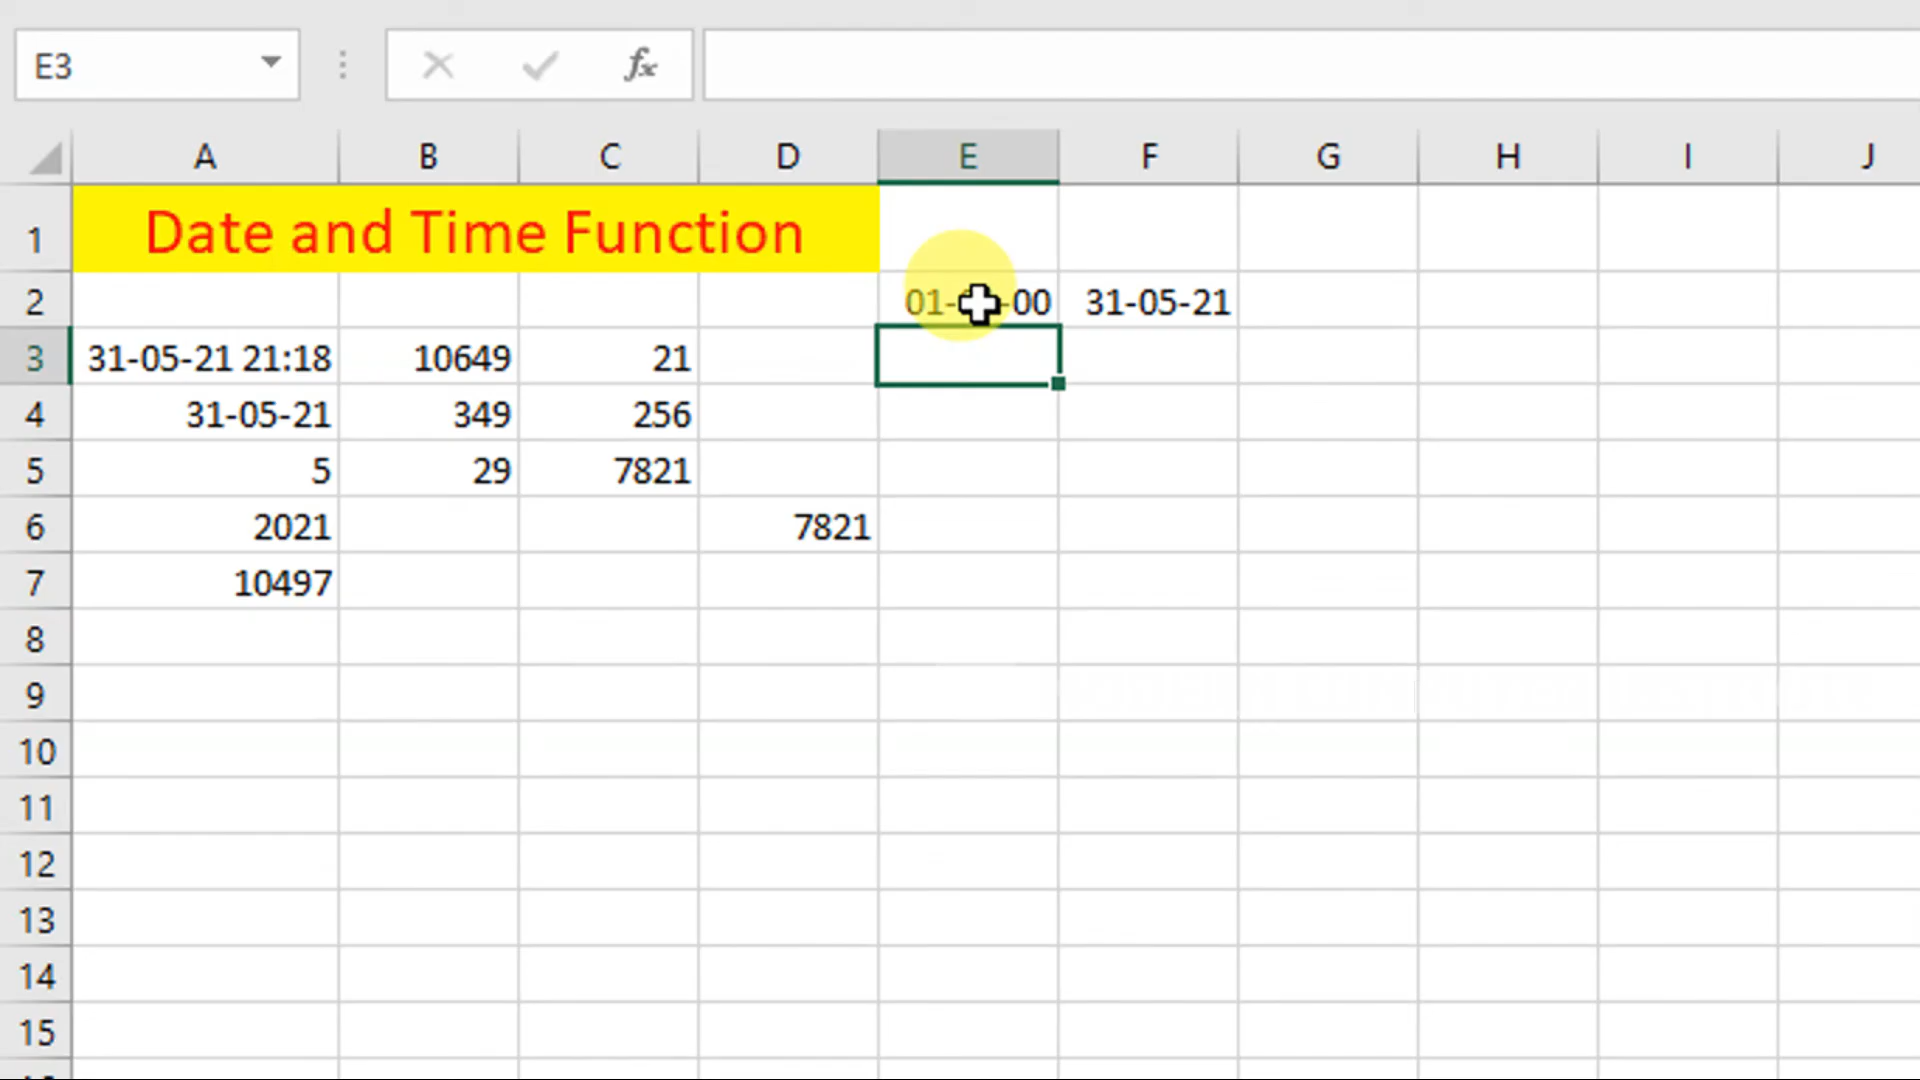 E3 fx
A B C D E F G H I J
1 Date and Time Function
2 31-05-21
3 31-05-21 21:18 10649 21
4 31-05-21 349 256
5 5 29 7821
6 2021 7821
7 10497
8
9
10
11
12
13
14
15